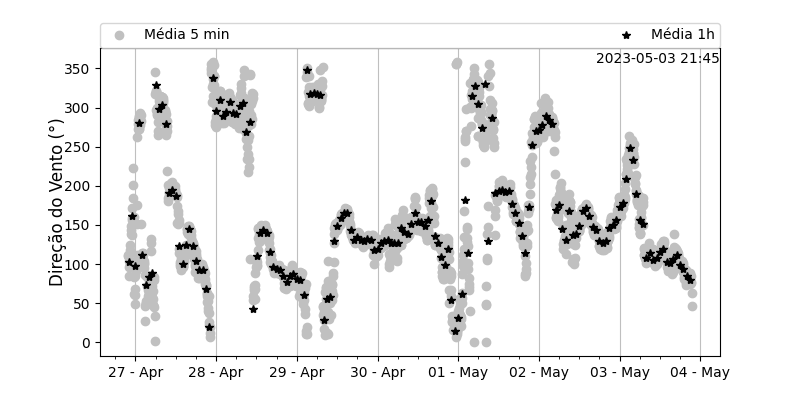 Média 5 min
Média 1h
2023-05-03 21:45
Direção do Vento (°)
350
300
250
200
150
100
50
0
27 - Apr
28 - Apr
29 - Apr
30 - Apr
01 - May
02 - May
03 - May
04 - May